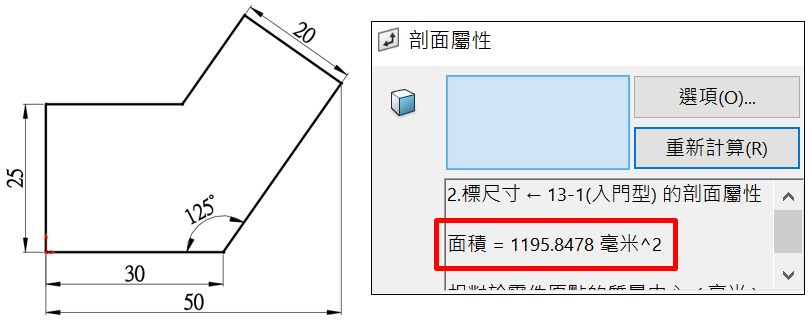 20
25
125°
30
50
剖面屬性
選項(O)...
重新計算(R)
2.標尺寸 ← 13-1(入門型) 的剖面屬性
面積 = 1195.8478 毫米^2